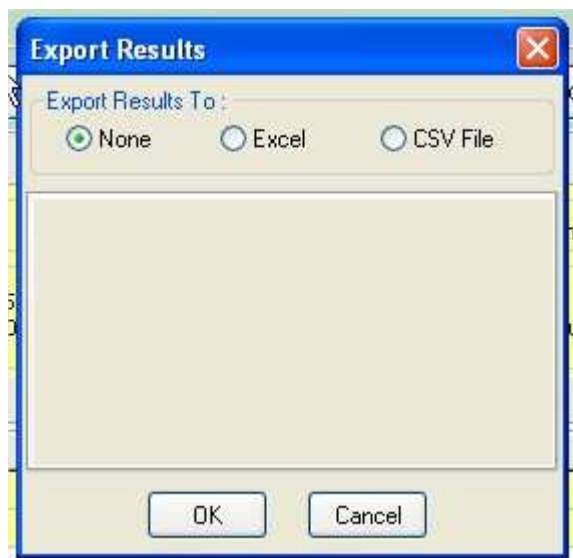 Export Results
Export Results To :
None Excel CSV File
OK Cancel